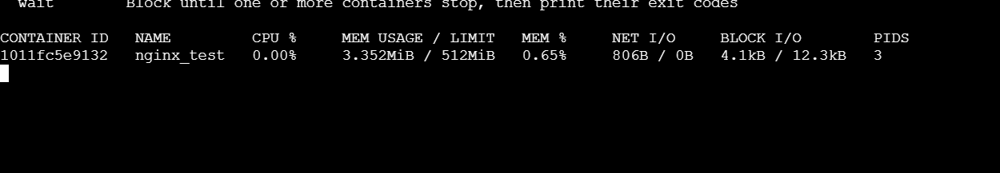 wait        Block until one or more containers stop, then print their exit codes
CONTAINER ID   NAME         CPU %     MEM USAGE / LIMIT   MEM %     NET I/O     BLOCK I/O        PIDS
1011fc5e9132   nginx_test   0.00%     3.352MiB / 512MiB   0.65%     806B / 0B   4.1kB / 12.3kB   3